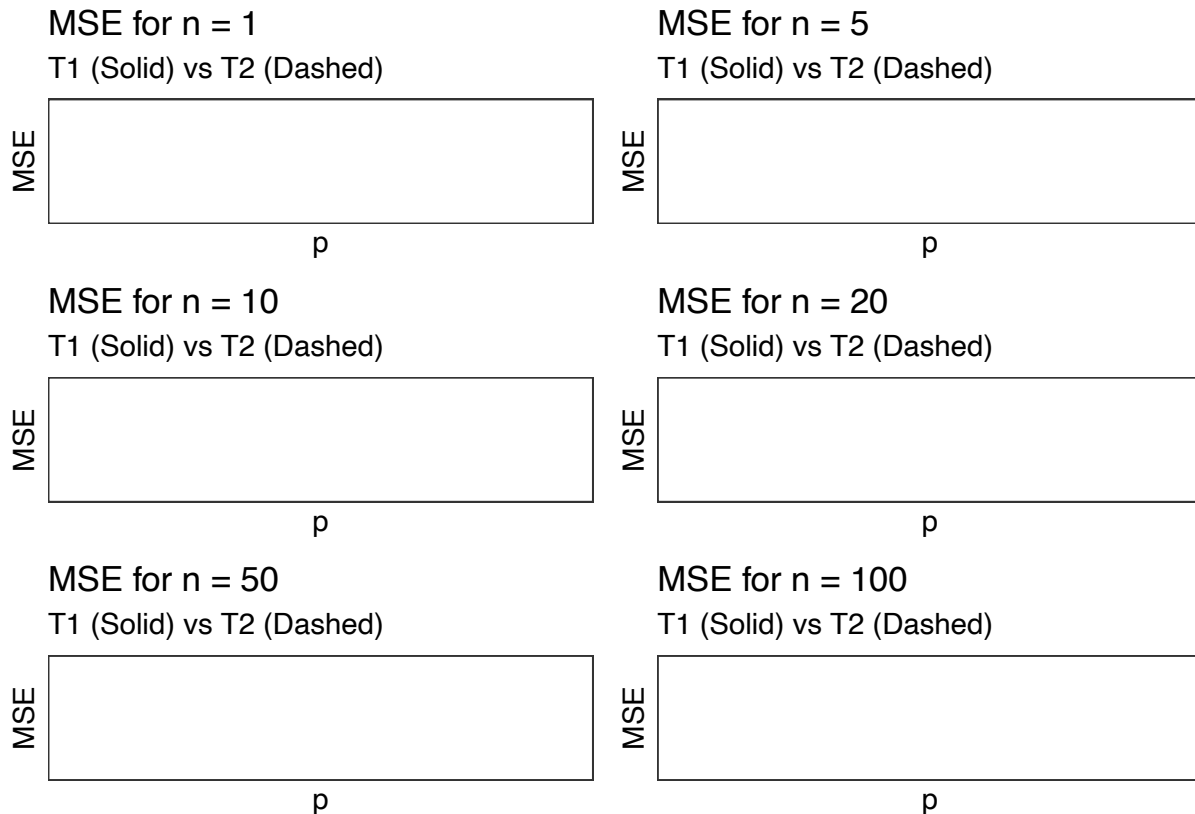 MSE for n = 1
T1 (Solid) vs T2 (Dashed)
MSE
p
MSE for n = 5
T1 (Solid) vs T2 (Dashed)
MSE
p
MSE for n = 10
T1 (Solid) vs T2 (Dashed)
MSE
p
MSE for n = 20
T1 (Solid) vs T2 (Dashed)
MSE
p
MSE for n = 50
T1 (Solid) vs T2 (Dashed)
MSE
p
MSE for n = 100
T1 (Solid) vs T2 (Dashed)
MSE
p